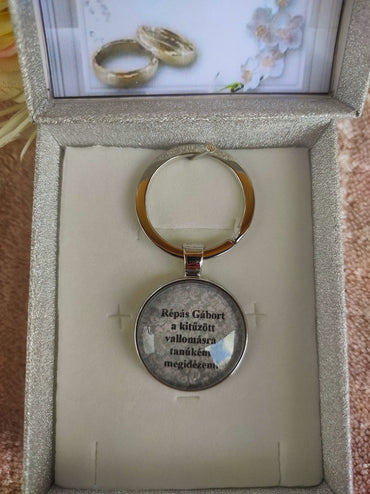 Répás Gábort
a kitűzött
vallomásra
tanúként
megidézem.